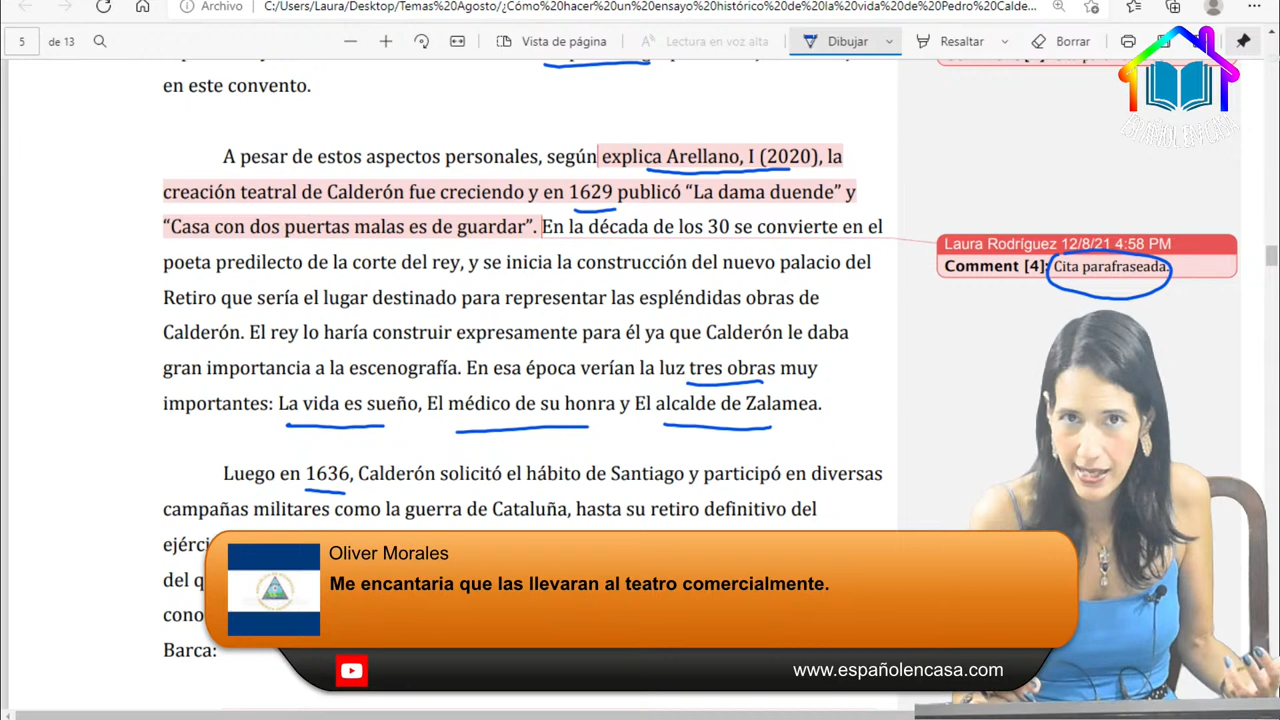 Archivo
C:/Users/Laura/Desktop/Temas%20Agosto/¿Cómo%20hacer%20un%20ensayo%20histórico%20de%20la%20vida%20de%20Pedro%20Calde...
5 de 13
Vista de página
Lectura en voz alta
Dibujar
Resaltar
Borrar
en este convento.
ESPAÑOL EN CASA
A pesar de estos aspectos personales, según explica Arellano, I (2020), la
creación teatral de Calderón fue creciendo y en 1629 publicó “La dama duende” y
“Casa con dos puertas malas es de guardar”. En la década de los 30 se convierte en el
poeta predilecto de la corte del rey, y se inicia la construcción del nuevo palacio del
Retiro que sería el lugar destinado para representar las espléndidas obras de
Calderón. El rey lo haría construir expresamente para él ya que Calderón le daba
gran importancia a la escenografía. En esa época verían la luz tres obras muy
importantes: La vida es sueño, El médico de su honra y El alcalde de Zalamea.
Laura Rodríguez 12/8/21 4:58 PM
Comment [4]: Cita parafraseada.
Luego en 1636, Calderón solicitó el hábito de Santiago y participó en diversas
campañas militares como la guerra de Cataluña, hasta su retiro definitivo del
ejérci
del q
cono
Barca:
Oliver Morales
Me encantaria que las llevaran al teatro comercialmente.
www.españolencasa.com